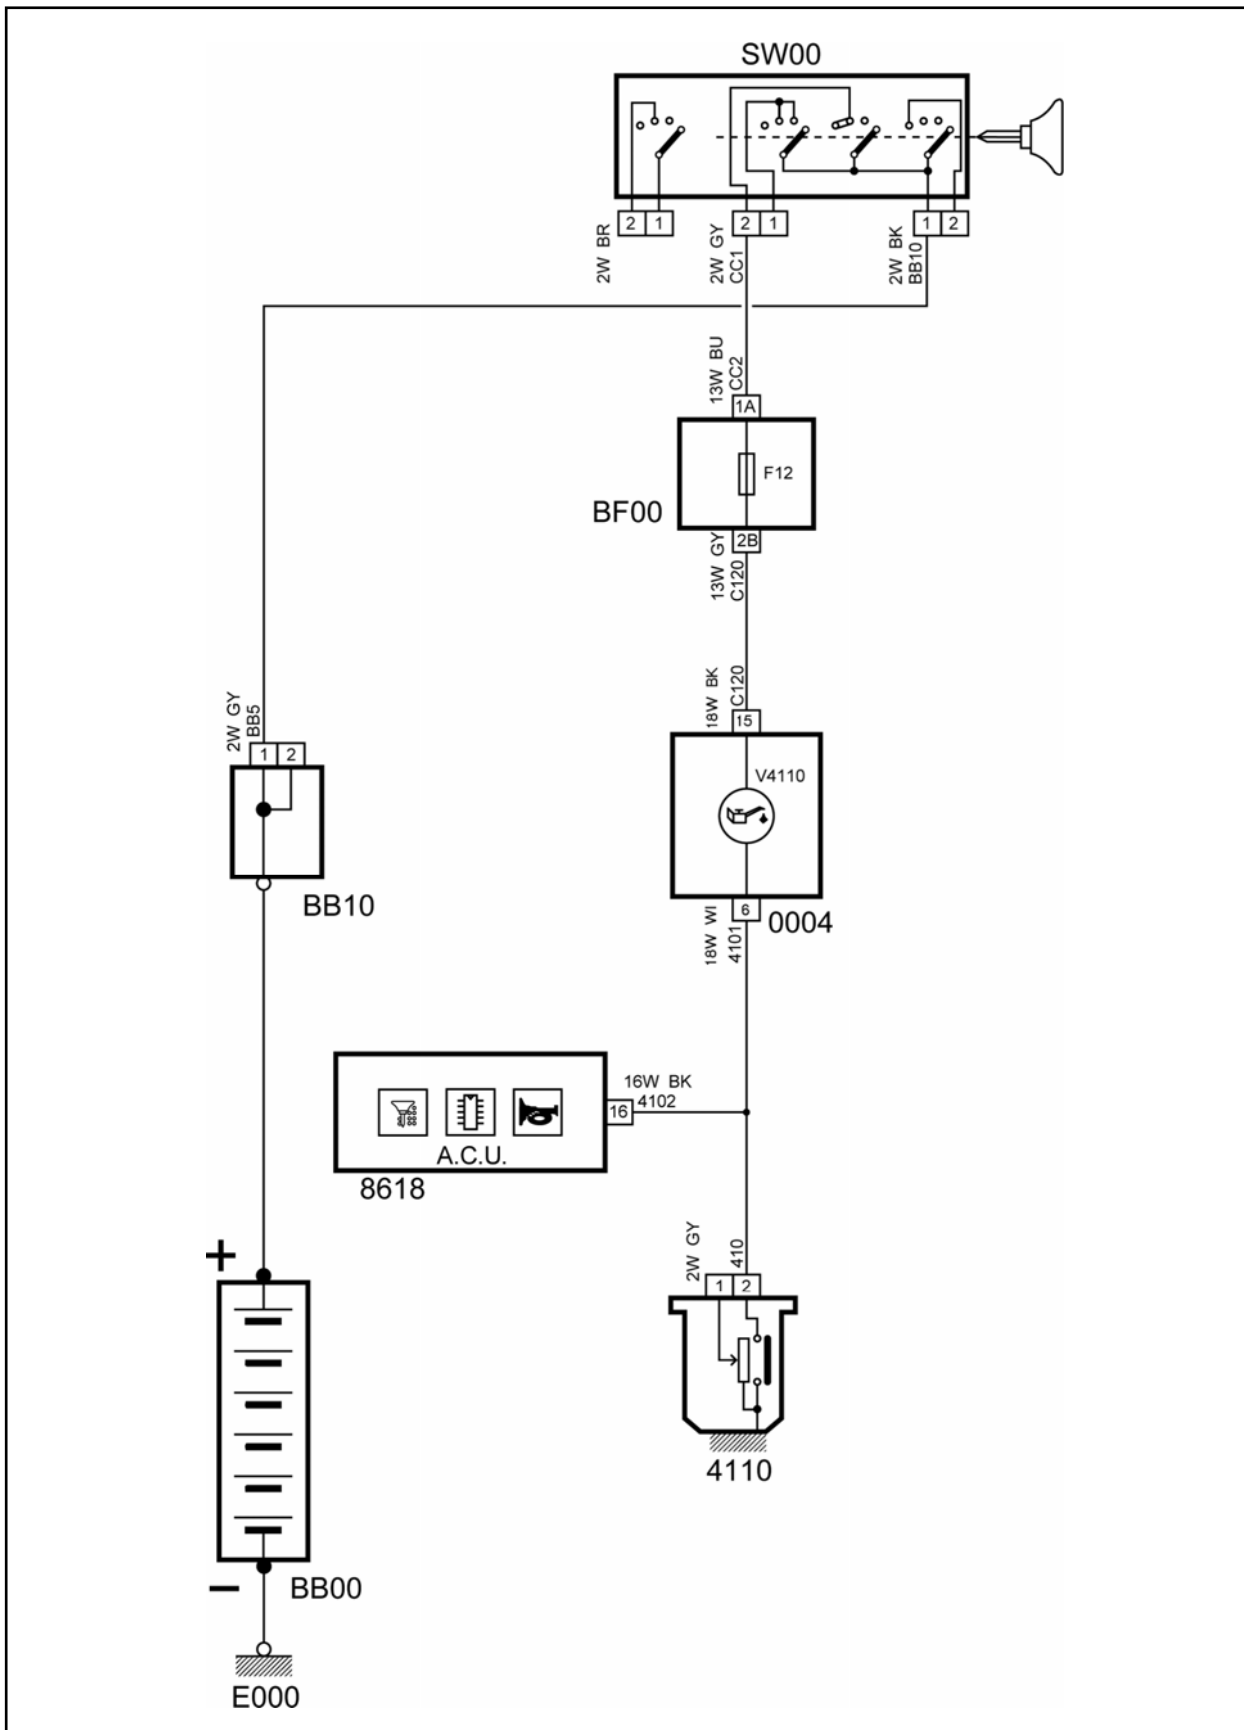 SW00
2 1
2 1
1 2
2W BR
2W GY
CC1
2W BK
BB10
13W BU
CC2
1A
F12
BF00
2B
13W GY
C120
18W BK
C120
15
2W GY
BB5
1 2
V4110
BB10
6
0004
18W WI
4101
16W BK
4102
16
A.C.U.
8618
2W GY
410
+
1 2
4110
−
BB00
E000